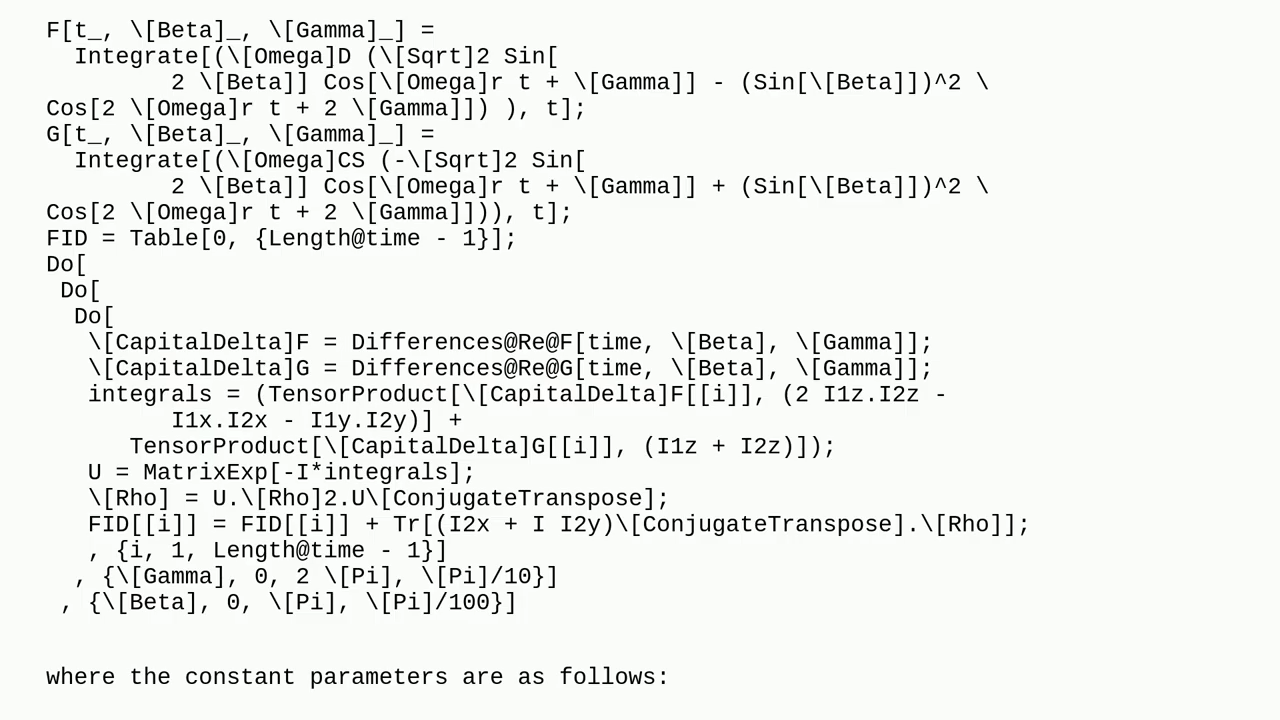 F[t_, \[Beta]_, \[Gamma]_] =
  Integrate[(\[Omega]D (\[Sqrt]2 Sin[
         2 \[Beta]] Cos[\[Omega]r t + \[Gamma]] - (Sin[\[Beta]])^2 \
Cos[2 \[Omega]r t + 2 \[Gamma]]) ), t];
G[t_, \[Beta]_, \[Gamma]_] =
  Integrate[(\[Omega]CS (-\[Sqrt]2 Sin[
         2 \[Beta]] Cos[\[Omega]r t + \[Gamma]] + (Sin[\[Beta]])^2 \
Cos[2 \[Omega]r t + 2 \[Gamma]])), t];
FID = Table[0, {Length@time - 1}];
Do[
 Do[
  Do[
   \[CapitalDelta]F = Differences@Re@F[time, \[Beta], \[Gamma]];
   \[CapitalDelta]G = Differences@Re@G[time, \[Beta], \[Gamma]];
   integrals = (TensorProduct[\[CapitalDelta]F[[i]], (2 I1z.I2z -
         I1x.I2x - I1y.I2y)] +
      TensorProduct[\[CapitalDelta]G[[i]], (I1z + I2z)]);
   U = MatrixExp[-I*integrals];
   \[Rho] = U.\[Rho]2.U\[ConjugateTranspose];
   FID[[i]] = FID[[i]] + Tr[(I2x + I I2y)\[ConjugateTranspose].\[Rho]];
   , {i, 1, Length@time - 1}]
  , {\[Gamma], 0, 2 \[Pi], \[Pi]/10}]
 , {\[Beta], 0, \[Pi], \[Pi]/100}]
where the constant parameters are as follows: